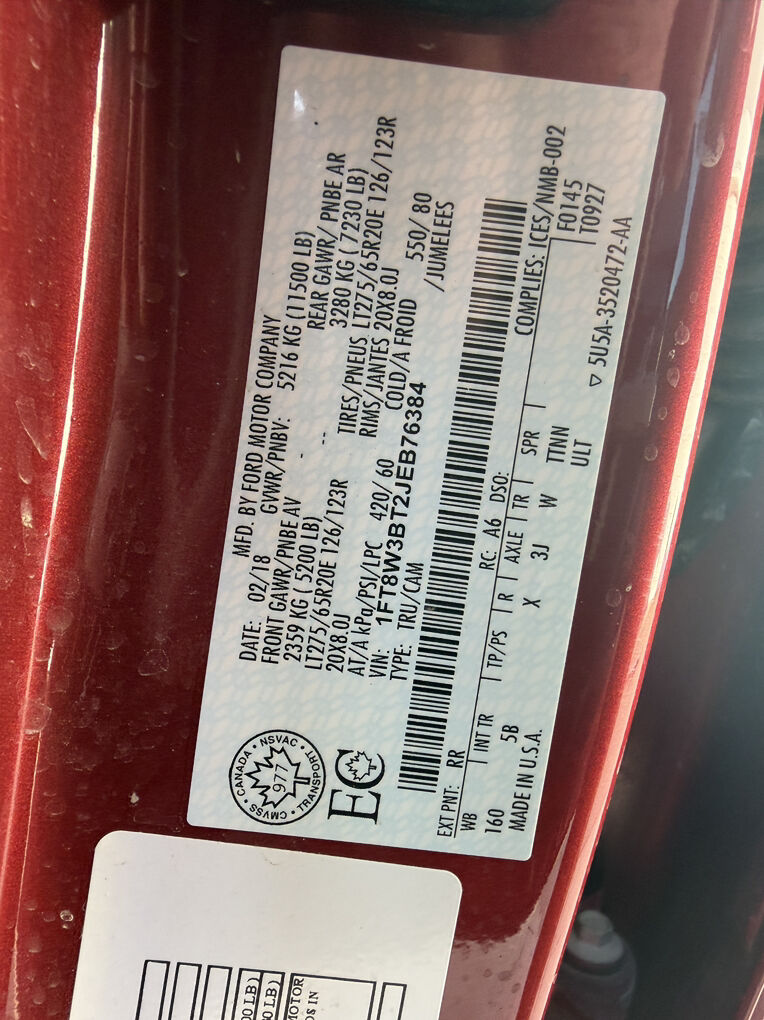 MFD. BY FORD MOTOR COMPANY
DATE: 02/18 GVWR/PNBV: 5216 KG (11500 LB)
FRONT GAWR/PNBE AV REAR GAWR/ PNBE AR
2359 KG ( 5200 LB) 3280 KG ( 7230 LB)
LT275/65R20E 126/123R TIRES/PNEUS LT275/65R20E 126/123R
20X8.0J RIMS/JANTES 20X8.0J
AT/A kPa/PSI/LPC 420/ 60 COLD/A FROID 550/ 80
VIN: 1FT8W3BT2JEB76384 /JUMELEES
TYPE: TRU/CAM
CMVSS • CANADA • NSVAC • TRANSPORT •
977
EC
EXT PNT: RR RC: A6 DSO: COMPLIES: ICES/NMB-002
WB INT TR TP/PS R AXLE TR SPR F0145
T0927
160 5B X 3J W TTNN
ULT
MADE IN U.S.A. ▽ 5U5A-3520472-AA
00 LB)
MOTOR
DS IN